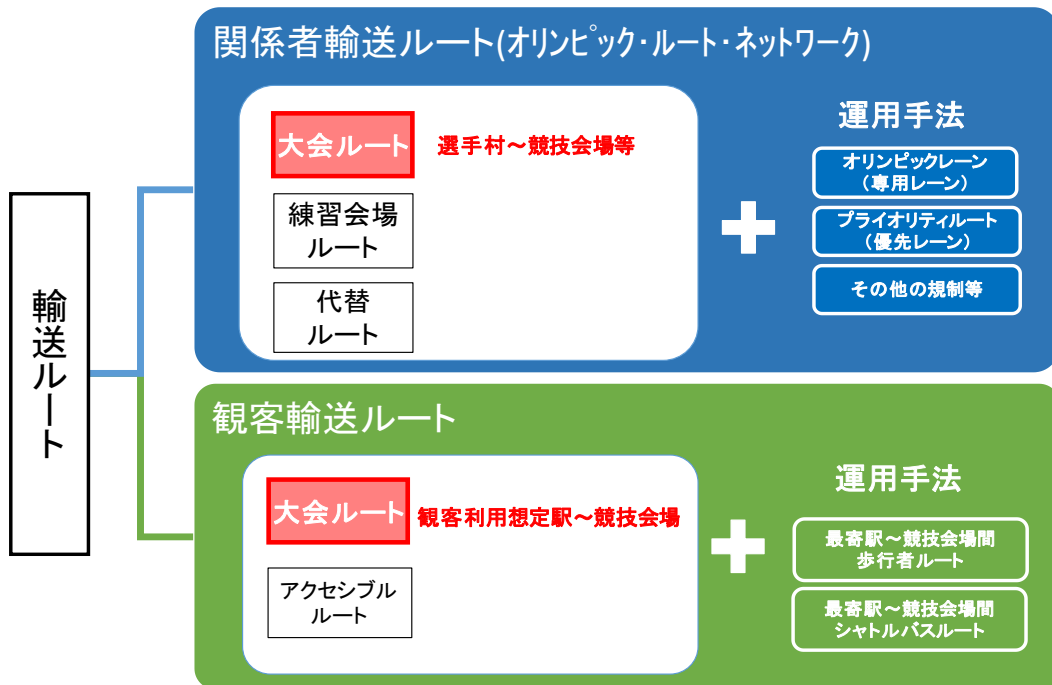 輸送ルート
関係者輸送ルート(オリンピック・ルート・ネットワーク)
大会ルート
選手村~競技会場等
練習会場
ルート
代替
ルート
運用手法
オリンピックレーン
(専用レーン)
プライオリティルート
(優先レーン)
その他の規制等
観客輸送ルート
大会ルート
観客利用想定駅~競技会場
アクセシブル
ルート
運用手法
最寄駅~競技会場間
歩行者ルート
最寄駅~競技会場間
シャトルバスルート